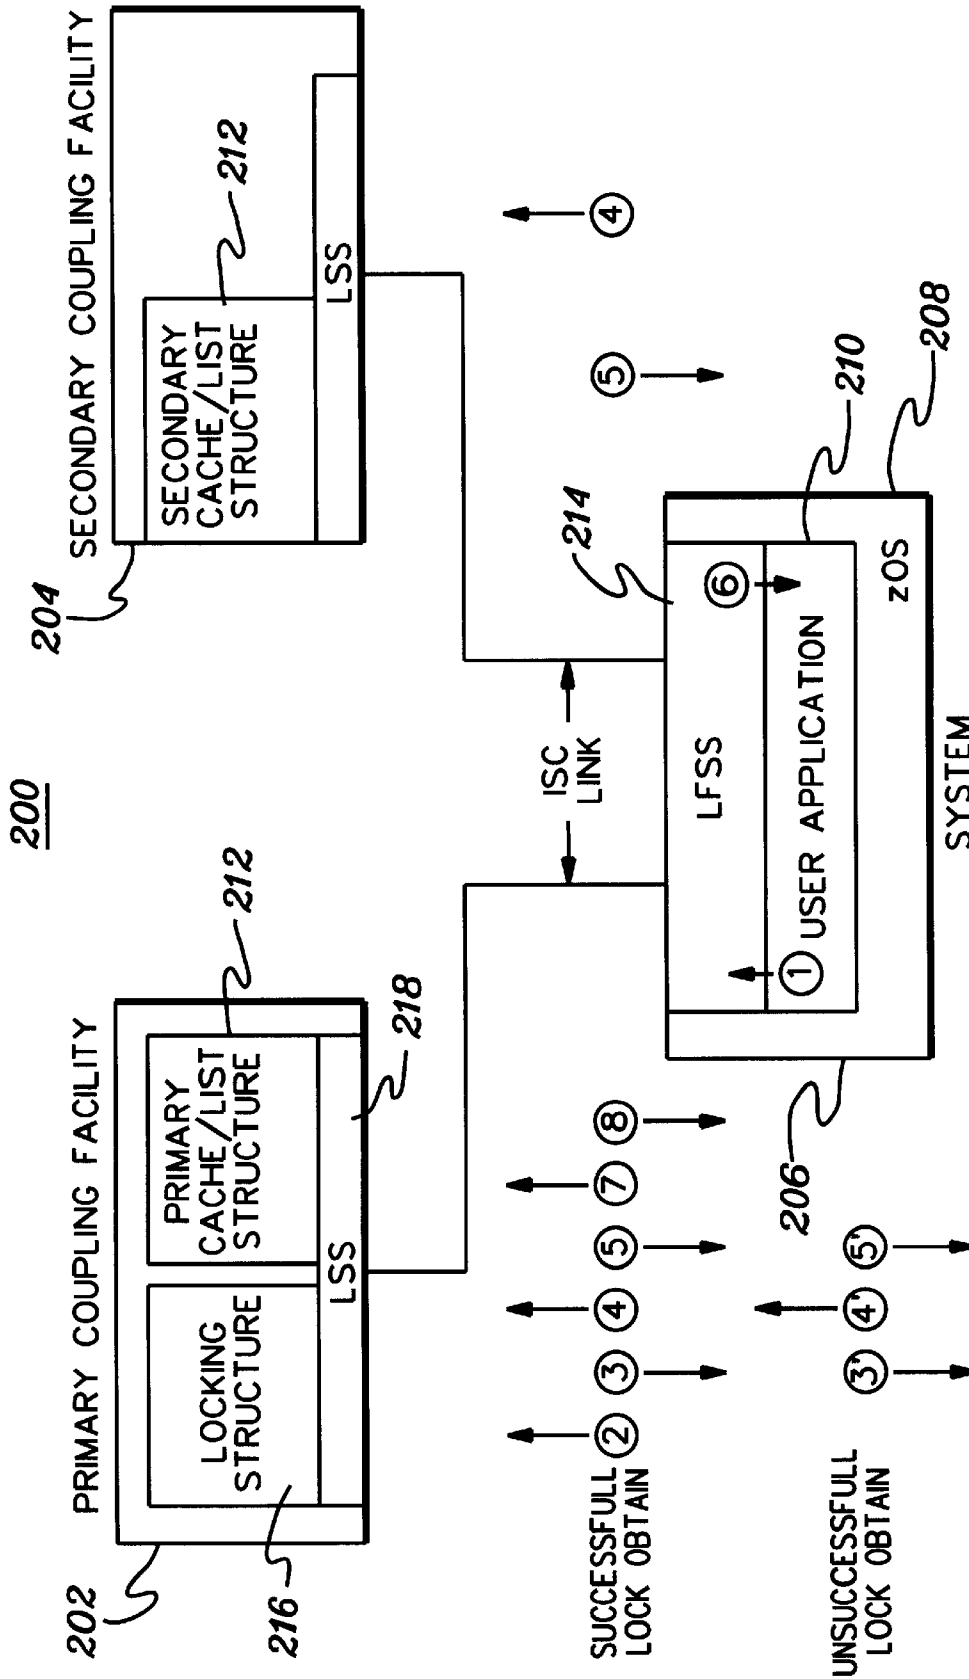 200
PRIMARY COUPLING FACILITY
SECONDARY COUPLING FACILITY
202
204
LOCKING
STRUCTURE
PRIMARY
CACHE/LIST
STRUCTURE
212
SECONDARY
CACHE/LIST
STRUCTURE
212
216
LSS
218
LSS
SUCCESSFULL
LOCK OBTAIN
2
3
4
5
7
8
ISC
LINK
5
4
UNSUCCESSFULL
LOCK OBTAIN
3'
4'
5'
206
214
LFSS
6
1
USER APPLICATION
210
zOS
208
SYSTEM